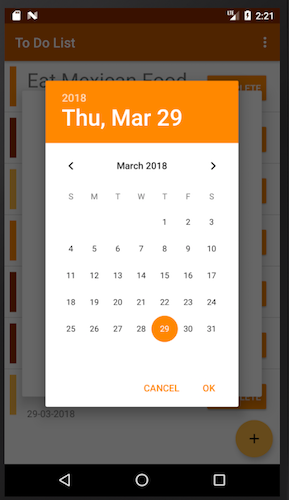 2:21
To Do List
Eat Mexican Food
2018
Thu, Mar 29
March 2018
S M T W T F S
1 2 3
4 5 6 7 8 9 10
11 12 13 14 15 16 17
18 19 20 21 22 23 24
25 26 27 28 29 30 31
CANCEL OK
29-03-2018
+